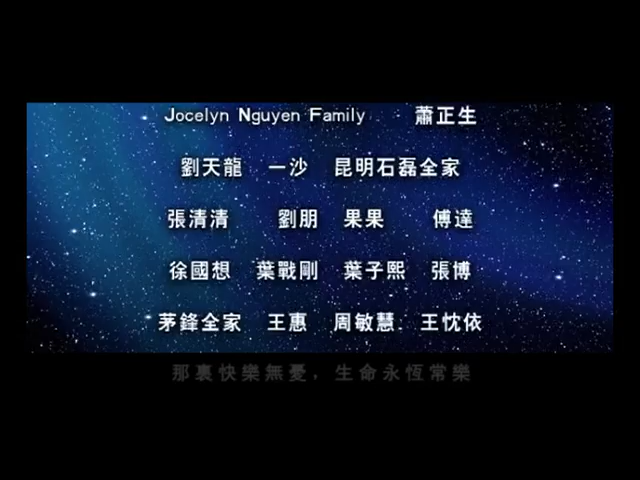 Jocelyn Nguyen Family 蕭正生
劉天龍 一沙 昆明石磊全家
張清清 劉朋 果果 傅達
徐國想 葉戰剛 葉子熙 張博
茅鋒全家 王惠 周敏慧 王忱依
那裏快樂無憂，生命永恆常樂